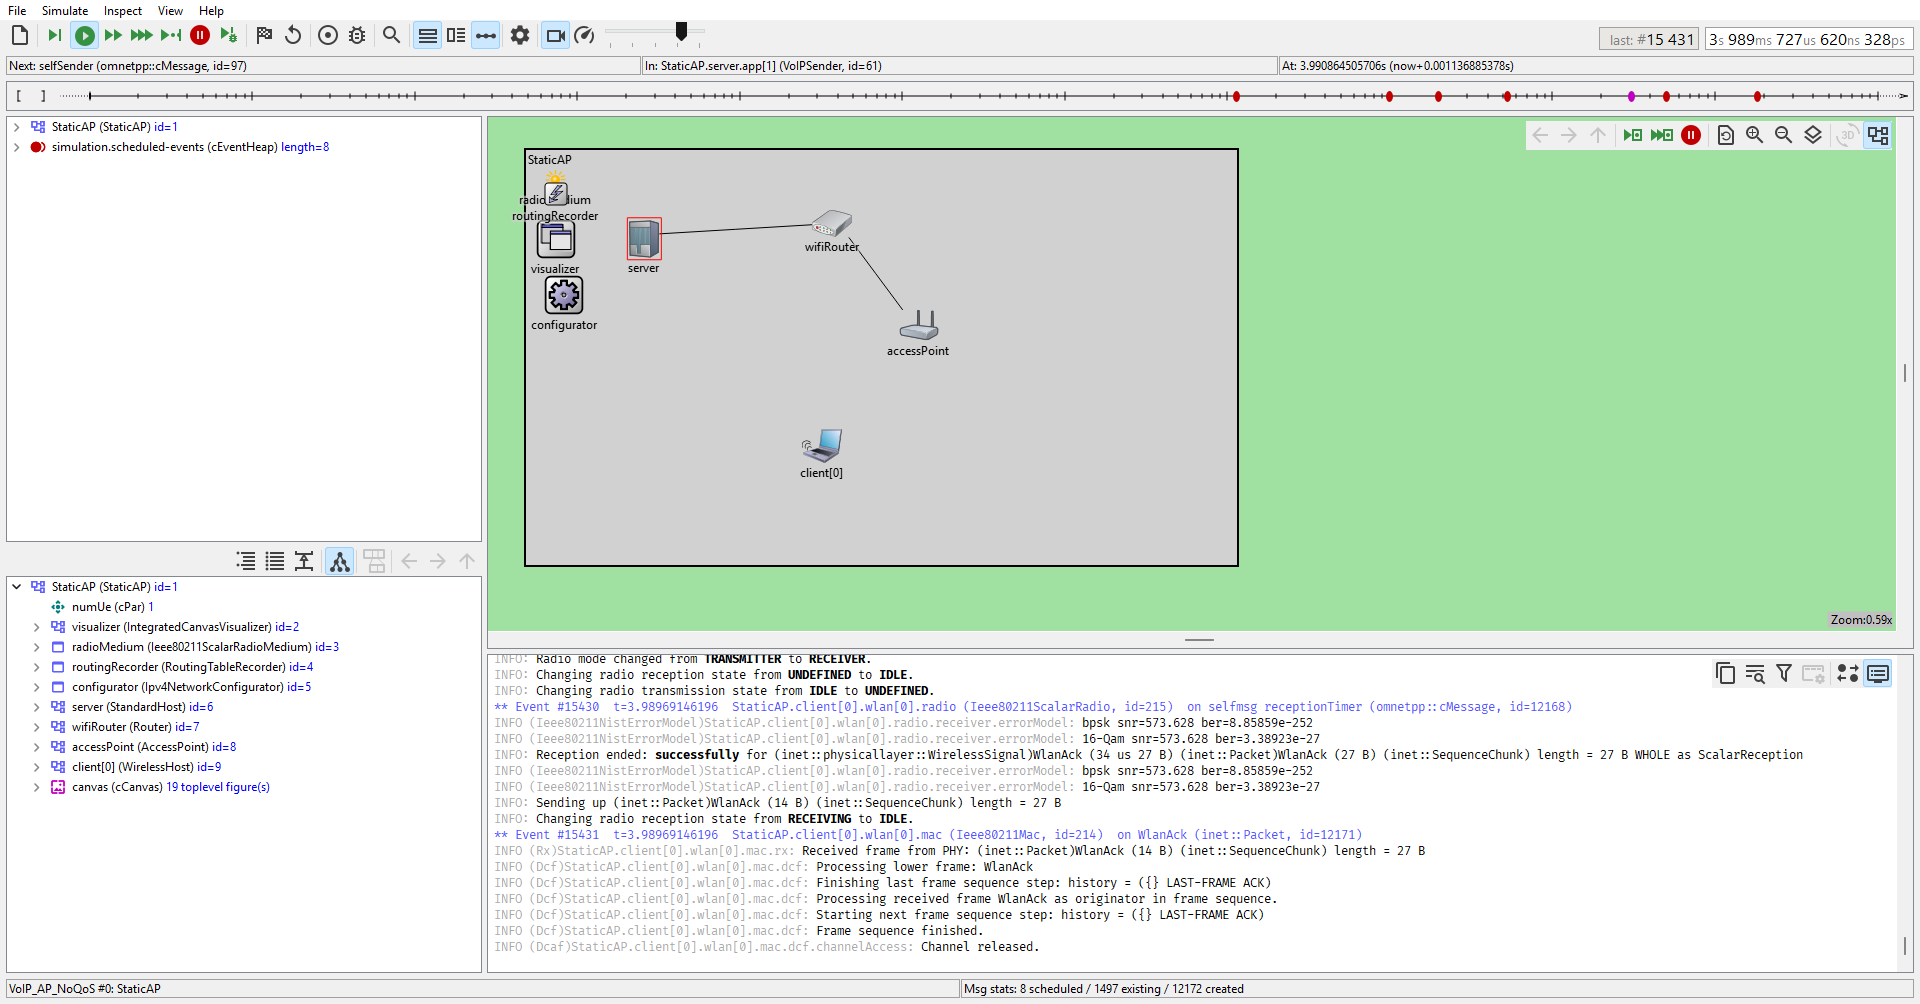 File Simulate Inspect View Help
last: #15 431
3s 989ms 727us 620ns 328ps
Next: selfSender (omnetpp::cMessage, id=97)
In: StaticAP.server.app[1] (VoIPSender, id=61)
At: 3.990864505706s (now+0.001136885378s)
[ ]
StaticAP (StaticAP) id=1
simulation.scheduled-events (cEventHeap) length=8
3D
StaticAP
radioMedium
routingRecorder
visualizer
configurator
server
wifiRouter
accessPoint
client[0]
Zoom:0.59x
StaticAP (StaticAP) id=1
numUe (cPar) 1
visualizer (IntegratedCanvasVisualizer) id=2
radioMedium (Ieee80211ScalarRadioMedium) id=3
routingRecorder (RoutingTableRecorder) id=4
configurator (Ipv4NetworkConfigurator) id=5
server (StandardHost) id=6
wifiRouter (Router) id=7
accessPoint (AccessPoint) id=8
client[0] (WirelessHost) id=9
canvas (cCanvas) 19 toplevel figure(s)
INFO: Radio mode changed from TRANSMITTER to RECEIVER.
INFO: Changing radio reception state from UNDEFINED to IDLE.
INFO: Changing radio transmission state from IDLE to UNDEFINED.
** Event #15430 t=3.98969146196 StaticAP.client[0].wlan[0].radio (Ieee80211ScalarRadio, id=215) on selfmsg receptionTimer (omnetpp::cMessage, id=12168)
INFO (Ieee80211NistErrorModel)StaticAP.client[0].wlan[0].radio.receiver.errorModel: bpsk snr=573.628 ber=8.85859e-252
INFO (Ieee80211NistErrorModel)StaticAP.client[0].wlan[0].radio.receiver.errorModel: 16-Qam snr=573.628 ber=3.38923e-27
INFO: Reception ended: successfully for (inet::physicallayer::WirelessSignal)WlanAck (34 us 27 B) (inet::Packet)WlanAck (27 B) (inet::SequenceChunk) length = 27 B WHOLE as ScalarReception
INFO (Ieee80211NistErrorModel)StaticAP.client[0].wlan[0].radio.receiver.errorModel: bpsk snr=573.628 ber=8.85859e-252
INFO (Ieee80211NistErrorModel)StaticAP.client[0].wlan[0].radio.receiver.errorModel: 16-Qam snr=573.628 ber=3.38923e-27
INFO: Sending up (inet::Packet)WlanAck (14 B) (inet::SequenceChunk) length = 27 B
INFO: Changing radio reception state from RECEIVING to IDLE.
** Event #15431 t=3.98969146196 StaticAP.client[0].wlan[0].mac (Ieee80211Mac, id=214) on WlanAck (inet::Packet, id=12171)
INFO (Rx)StaticAP.client[0].wlan[0].mac.rx: Received frame from PHY: (inet::Packet)WlanAck (14 B) (inet::SequenceChunk) length = 27 B
INFO (Dcf)StaticAP.client[0].wlan[0].mac.dcf: Processing lower frame: WlanAck
INFO (Dcf)StaticAP.client[0].wlan[0].mac.dcf: Finishing last frame sequence step: history = ({} LAST-FRAME ACK)
INFO (Dcf)StaticAP.client[0].wlan[0].mac.dcf: Processing received frame WlanAck as originator in frame sequence.
INFO (Dcf)StaticAP.client[0].wlan[0].mac.dcf: Starting next frame sequence step: history = ({} LAST-FRAME ACK)
INFO (Dcf)StaticAP.client[0].wlan[0].mac.dcf: Frame sequence finished.
INFO (Dcaf)StaticAP.client[0].wlan[0].mac.dcf.channelAccess: Channel released.
VoIP_AP_NoQoS #0: StaticAP
Msg stats: 8 scheduled / 1497 existing / 12172 created